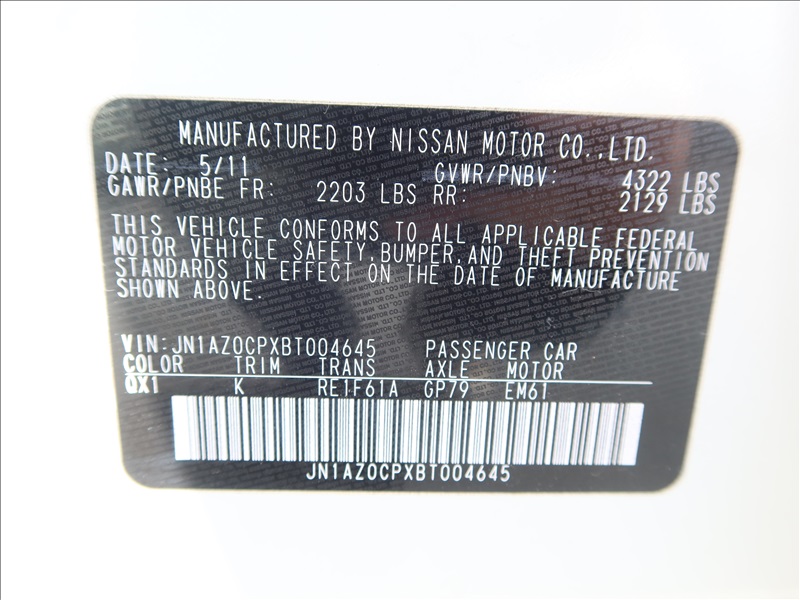 MANUFACTURED BY NISSAN MOTOR CO.,LTD.
DATE: 5/11 GVWR/PNBV: 4322 LBS
GAWR/PNBE FR: 2203 LBS RR: 2129 LBS
THIS VEHICLE CONFORMS TO ALL APPLICABLE FEDERAL
MOTOR VEHICLE SAFETY,BUMPER,AND THEFT PREVENTION
STANDARDS IN EFFECT ON THE DATE OF MANUFACTURE
SHOWN ABOVE.
VIN:JN1AZ0CPXBT004645 PASSENGER CAR
COLOR TRIM TRANS AXLE MOTOR
QX1 K RE1F61A GP79 EM61
JN1AZ0CPXBT004645